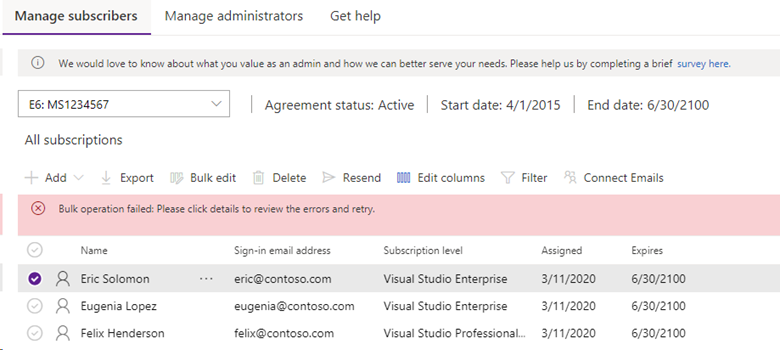 Manage subscribers Manage administrators Get help
We would love to know about what you value as an admin and how we can better serve your needs. Please help us by completing a brief survey here.
E6: MS1234567 Agreement status: Active Start date: 4/1/2015 End date: 6/30/2100
All subscriptions
Add Export Bulk edit Delete Resend Edit columns Filter Connect Emails
Bulk operation failed: Please click details to review the errors and retry.
Name Sign-in email address Subscription level Assigned Expires
Eric Solomon ... eric@contoso.com Visual Studio Enterprise 3/11/2020 6/30/2100
Eugenia Lopez eugenia@contoso.com Visual Studio Enterprise 3/11/2020 6/30/2100
Felix Henderson felix@contoso.com Visual Studio Professional... 3/11/2020 6/30/2100